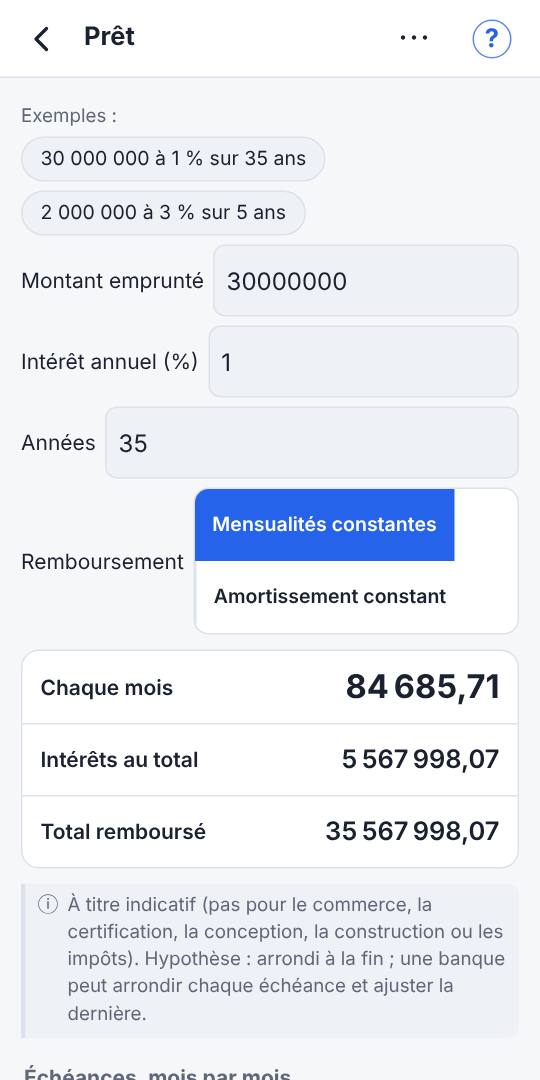 Prêt
?
Exemples :
30 000 000 à 1 % sur 35 ans
2 000 000 à 3 % sur 5 ans
Montant emprunté 30000000
Intérêt annuel (%) 1
Années 35
Mensualités constantes
Remboursement
Amortissement constant
Chaque mois 84 685,71
Intérêts au total 5 567 998,07
Total remboursé 35 567 998,07
À titre indicatif (pas pour le commerce, la
certification, la conception, la construction ou les
impôts). Hypothèse : arrondi à la fin ; une banque
peut arrondir chaque échéance et ajuster la
dernière.
Échéances, mois par mois